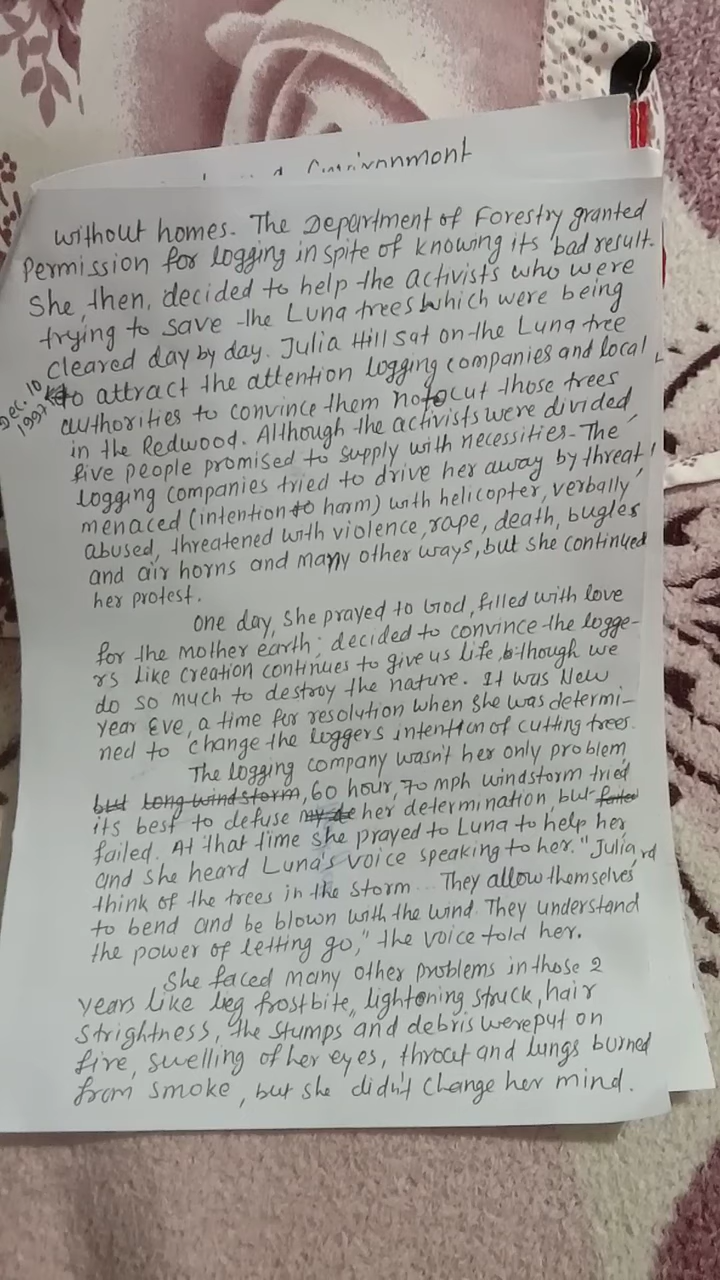 Environment
without homes. The Department of Forestry granted
Permission for logging in spite of knowing its bad result.
She, then, decided to help the activists who were
trying to save the Luna trees which were being
cleared day by day. Julia Hill sat on the Luna tree
Dec. 10, 1997 to attract the attention logging companies and local
authorities to convince them not to cut those trees
in the Redwood. Although the activists were divided,
five people promised to supply with necessities. The
logging companies tried to drive her away by threat,
menaced (intention to harm) with helicopter, verbally
abused, threatened with violence, rape, death, bugles
and air horns and many other ways, but she continued
her protest.
One day, she prayed to God, filled with love
for the mother earth; decided to convince the logge-
rs like creation continues to give us life, though we
do so much to destroy the nature. It was New
Year Eve, a time for resolution when she was determi-
ned to change the loggers intention of cutting trees.
The logging company wasn't her only problem,
but long windstorm, 60 hour, 70 mph windstorm tried
its best to defuse her determination but failed
failed. At that time she prayed to Luna to help her
and she heard Luna's voice speaking to her. "Julia,
think of the trees in the storm... They allow themselves
to bend and be blown with the wind. They understand
the power of letting go," the voice told her.
She faced many other problems in those 2
years like leg frostbite, lightening struck, hair
strightness, the stumps and debris were put on
fire, swelling of her eyes, throat and lungs burned
from smoke, but she didn't change her mind.